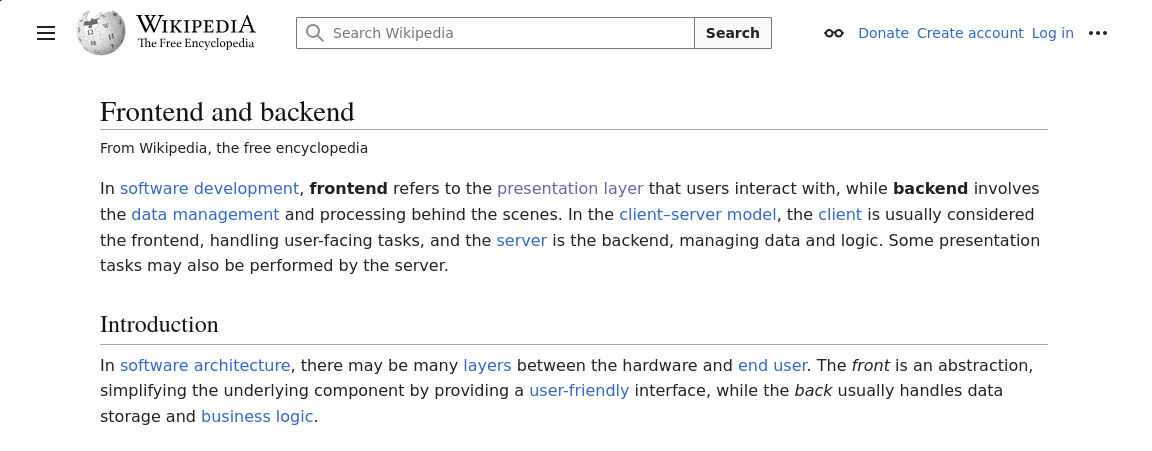 WIKIPEDIA
The Free Encyclopedia
Search Wikipedia
Search
Donate Create account Log in
Frontend and backend
From Wikipedia, the free encyclopedia
In software development, frontend refers to the presentation layer that users interact with, while backend involves
the data management and processing behind the scenes. In the client–server model, the client is usually considered
the frontend, handling user-facing tasks, and the server is the backend, managing data and logic. Some presentation
tasks may also be performed by the server.
Introduction
In software architecture, there may be many layers between the hardware and end user. The front is an abstraction,
simplifying the underlying component by providing a user-friendly interface, while the back usually handles data
storage and business logic.